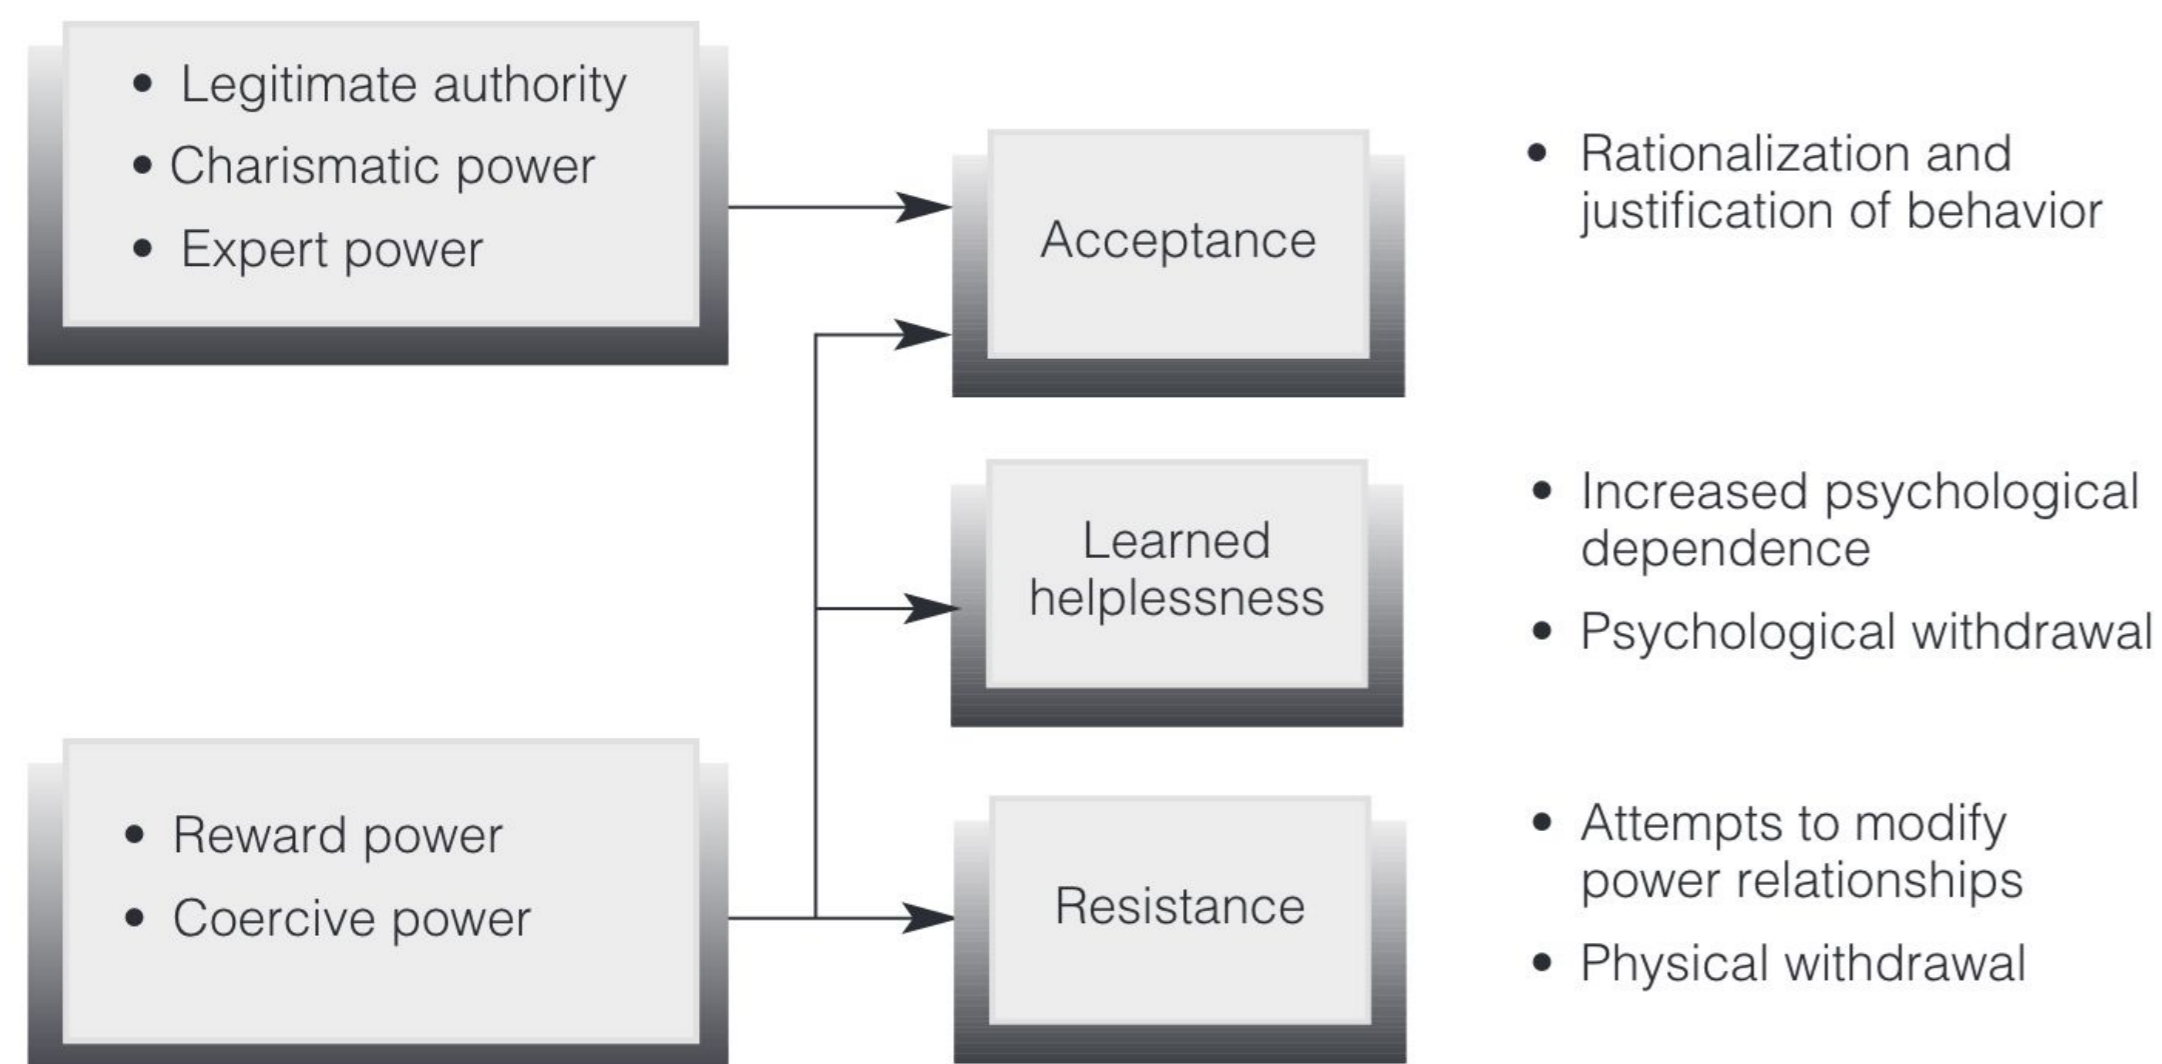 • Legitimate authority
• Charismatic power
• Expert power
Acceptance
• Rationalization and
justification of behavior
Learned
helplessness
• Increased psychological
dependence
• Psychological withdrawal
• Reward power
• Coercive power
Resistance
• Attempts to modify
power relationships
• Physical withdrawal